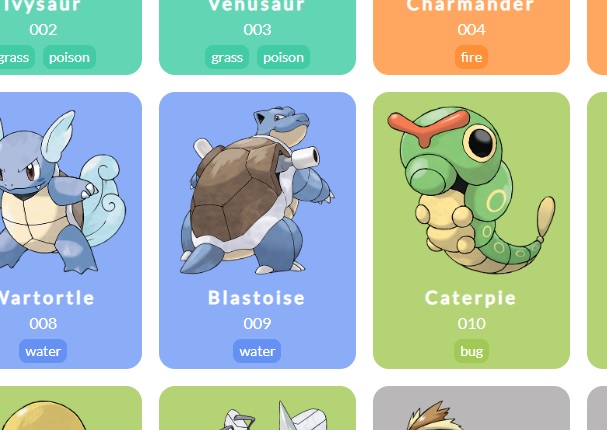 Ivysaur
Venusaur
Charmander
002
003
004
grass
poison
grass
poison
fire
Wartortle
Blastoise
Caterpie
008
009
010
water
water
bug